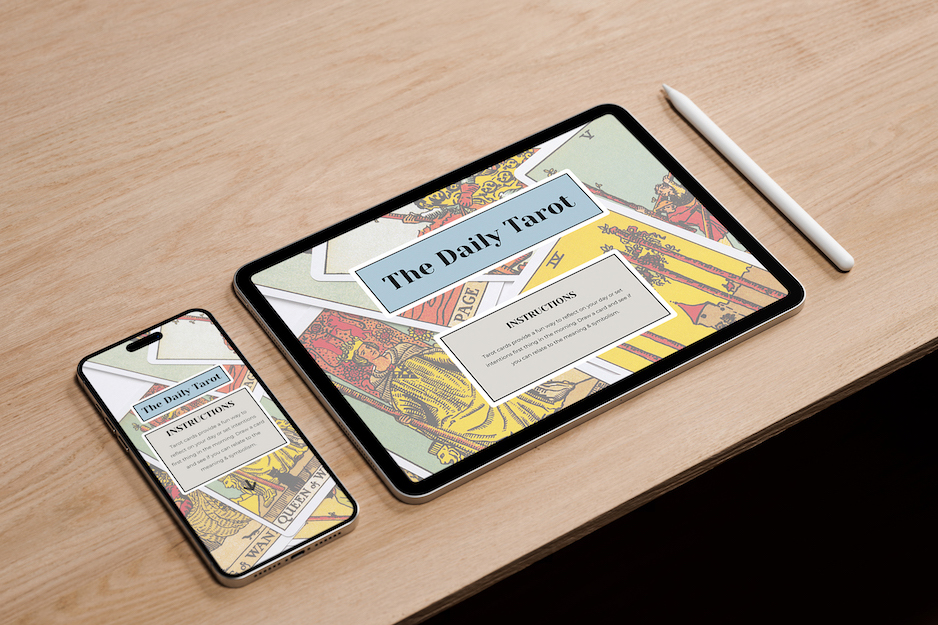 The Daily Tarot
INSTRUCTIONS
Tarot cards provide a fun way to
reflect on your day or set intentions
first thing in the morning. Draw a card
and see if you can relate to the
meaning & symbolism.
QUEEN of W
WAN
The Daily Tarot
INSTRUCTIONS
Tarot cards provide a fun way to reflect on your day or set
intentions first thing in the morning. Draw a card and see if
you can relate to the meaning & symbolism.
V
IV
PAGE